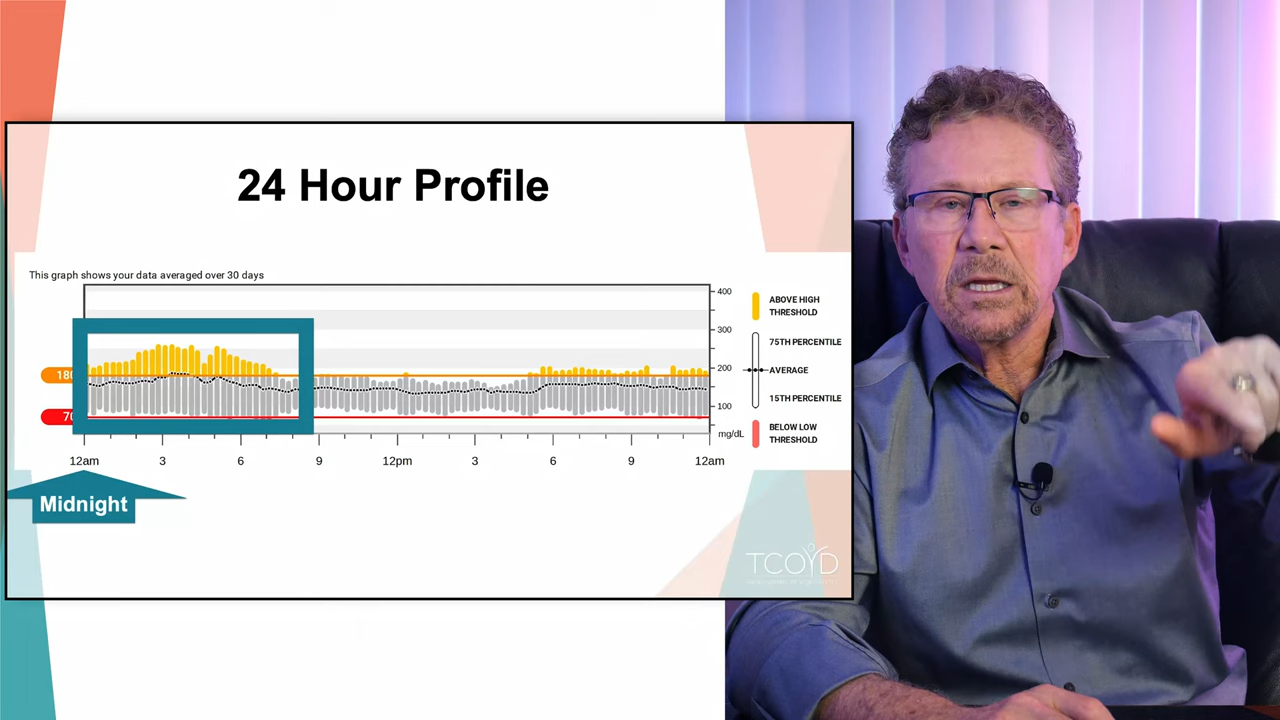 24 Hour Profile
This graph shows your data averaged over 30 days
400
300
200
100
mg/dL
180
70
12am
3
6
9
12pm
3
6
9
12am
ABOVE HIGH
THRESHOLD
75TH PERCENTILE
AVERAGE
15TH PERCENTILE
BELOW LOW
THRESHOLD
Midnight
TCOYD